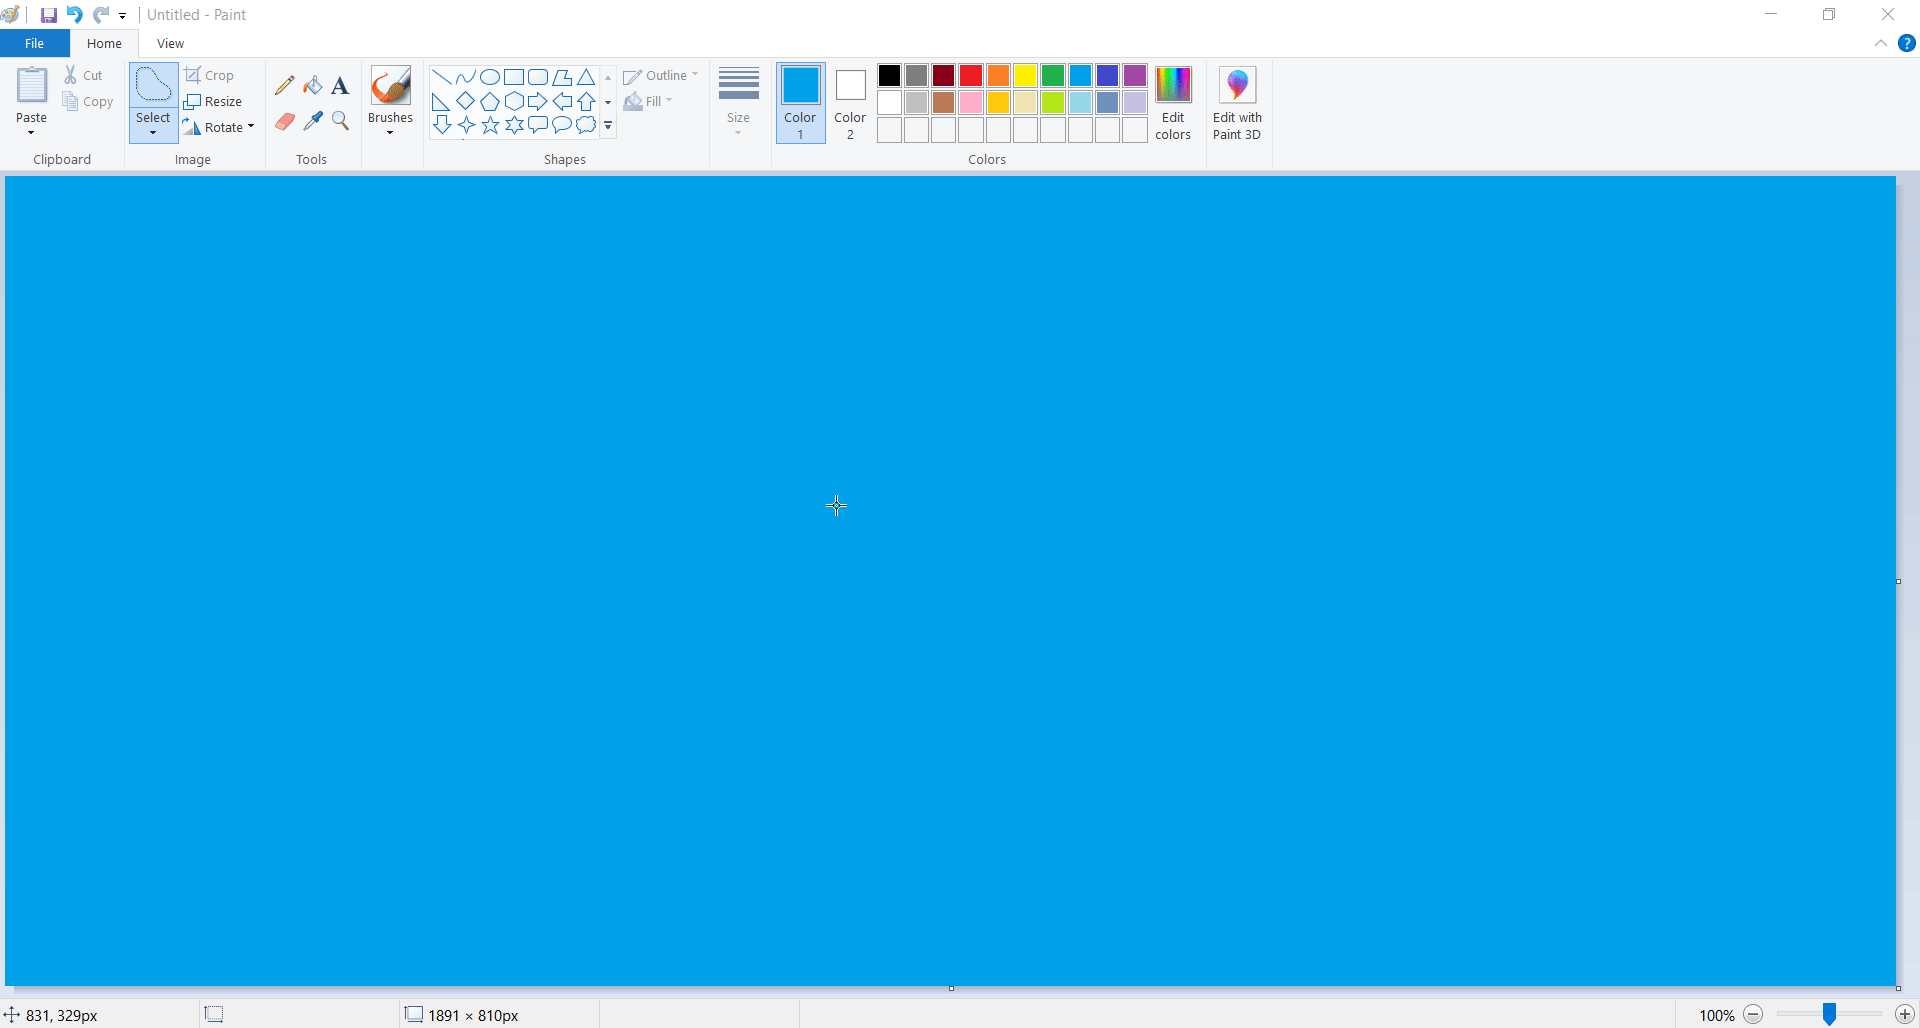 Untitled - Paint
File Home View
Paste
Cut
Copy
Clipboard
Select
Crop
Resize
Rotate
Image
A
Tools
Brushes
Outline
Fill
Shapes
Size
Color
1
Color
2
Edit
colors
Colors
Edit with
Paint 3D
?
831, 329px
1891 × 810px
100%